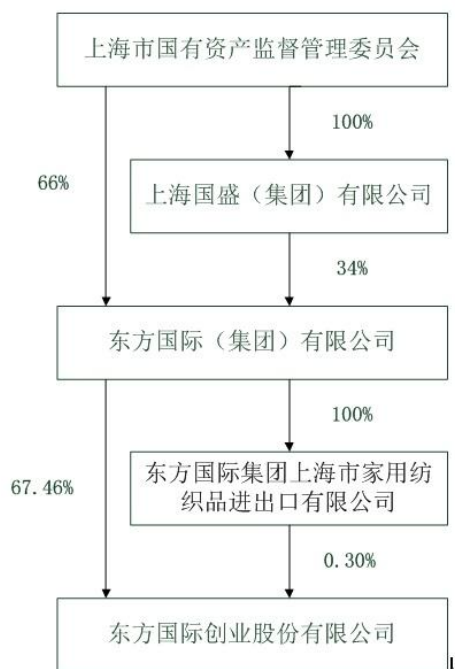 上海市国有资产监督管理委员会
100%
66%
上海国盛（集团）有限公司
34%
东方国际（集团）有限公司
100%
67.46%
东方国际集团上海市家用纺
织品进出口有限公司
0.30%
东方国际创业股份有限公司